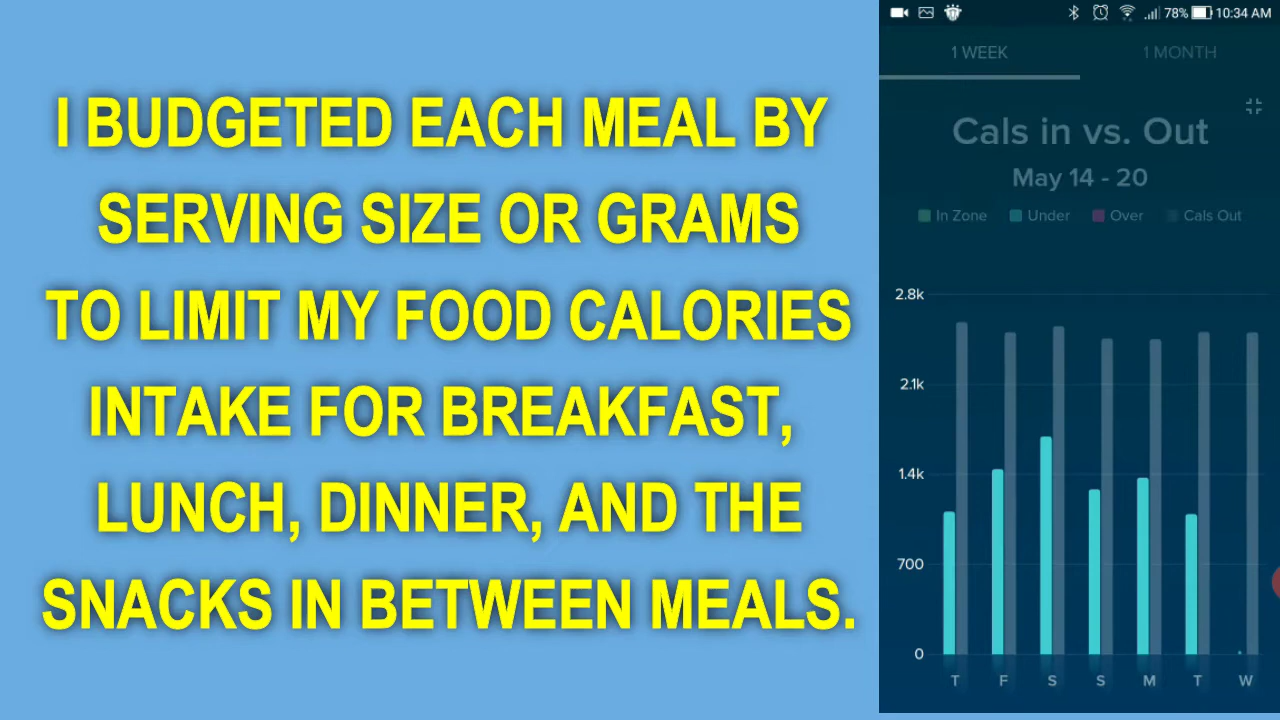 I BUDGETED EACH MEAL BY
SERVING SIZE OR GRAMS
TO LIMIT MY FOOD CALORIES
INTAKE FOR BREAKFAST,
LUNCH, DINNER, AND THE
SNACKS IN BETWEEN MEALS.
78% 10:34 AM
1 WEEK 1 MONTH
Cals in vs. Out
May 14 - 20
In Zone Under Over Cals Out
2.8k
2.1k
1.4k
700
0
T F S S M T W